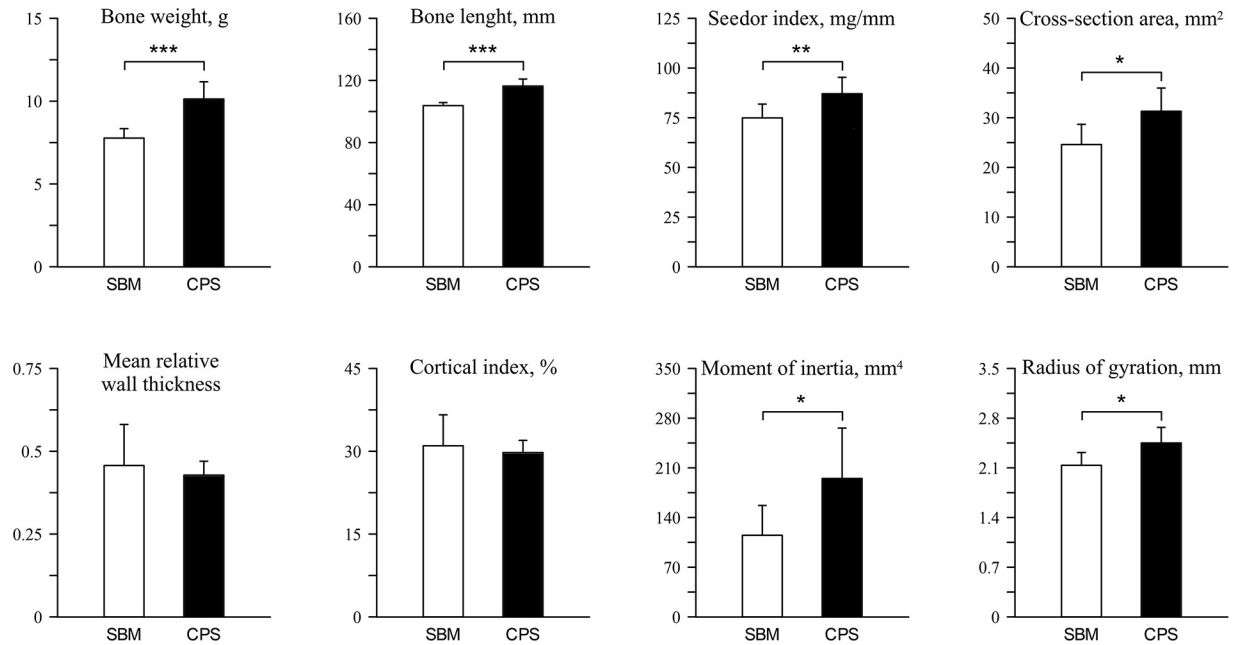 Bone weight, g
15
10
5
0
***
SBM CPS
Bone lenght, mm
160
120
80
40
0
***
SBM CPS
Seedor index, mg/mm
125
100
75
50
25
0
**
SBM CPS
Cross-section area, mm²
50
40
30
20
10
0
*
SBM CPS
Mean relative
wall thickness
0.75
0.5
0.25
0
SBM CPS
Cortical index, %
45
30
15
0
SBM CPS
Moment of inertia, mm⁴
350
280
210
140
70
0
*
SBM CPS
Radius of gyration, mm
3.5
2.8
2.1
1.4
0.7
0
*
SBM CPS